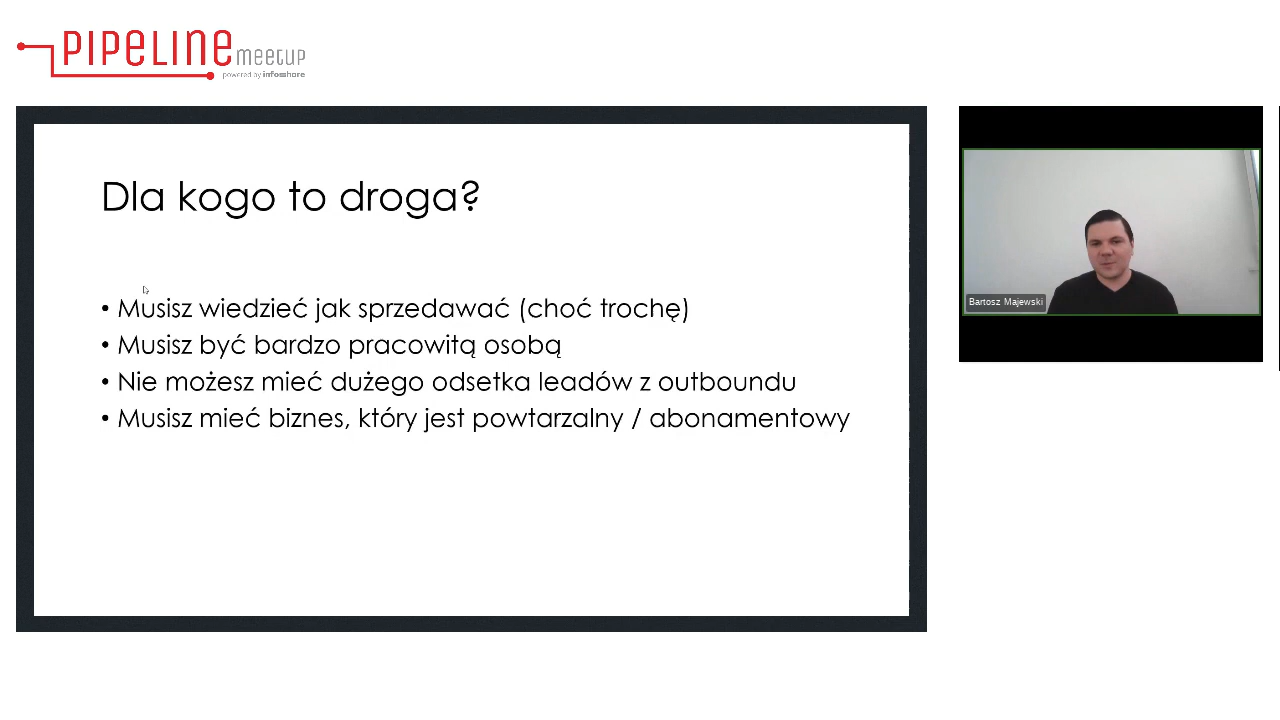 PIPELINE meetup
powered by infoshare
Dla kogo to droga?
• Musisz wiedzieć jak sprzedawać (choć trochę)
• Musisz być bardzo pracowitą osobą
• Nie możesz mieć dużego odsetka leadów z outboundu
• Musisz mieć biznes, który jest powtarzalny / abonamentowy
Bartosz Majewski